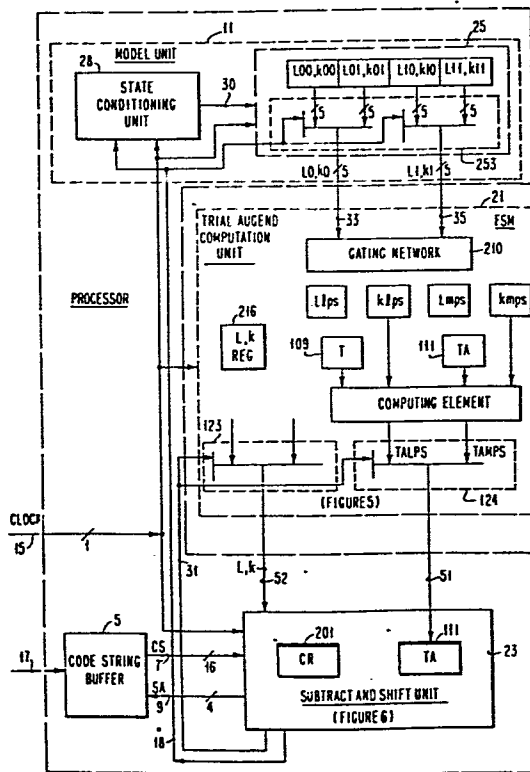 11
MODEL UNIT
25
28
STATE
CONDITIONING
UNIT
30
L00,k00
L01,k01
L10,k10
L11,k11
5
5
5
5
253
L0,k0
5
L1,k1
5
21
33
35
FSM
TRIAL AUGEND
COMPUTATION
UNIT
GATING NETWORK
210
PROCESSOR
Llps
klps
Lmps
kmps
216
L,k
REG
109
T
111
TA
COMPUTING ELEMENT
123
TALPS
TAMPS
(FIGURE 5)
124
CLOCK
15
1
31
L,k
52
51
17
5
CODE STRING
BUFFER
CS
7
16
SA
9
4
18
201
CR
111
TA
23
SUBTRACT AND SHIFT UNIT
(FIGURE 6)